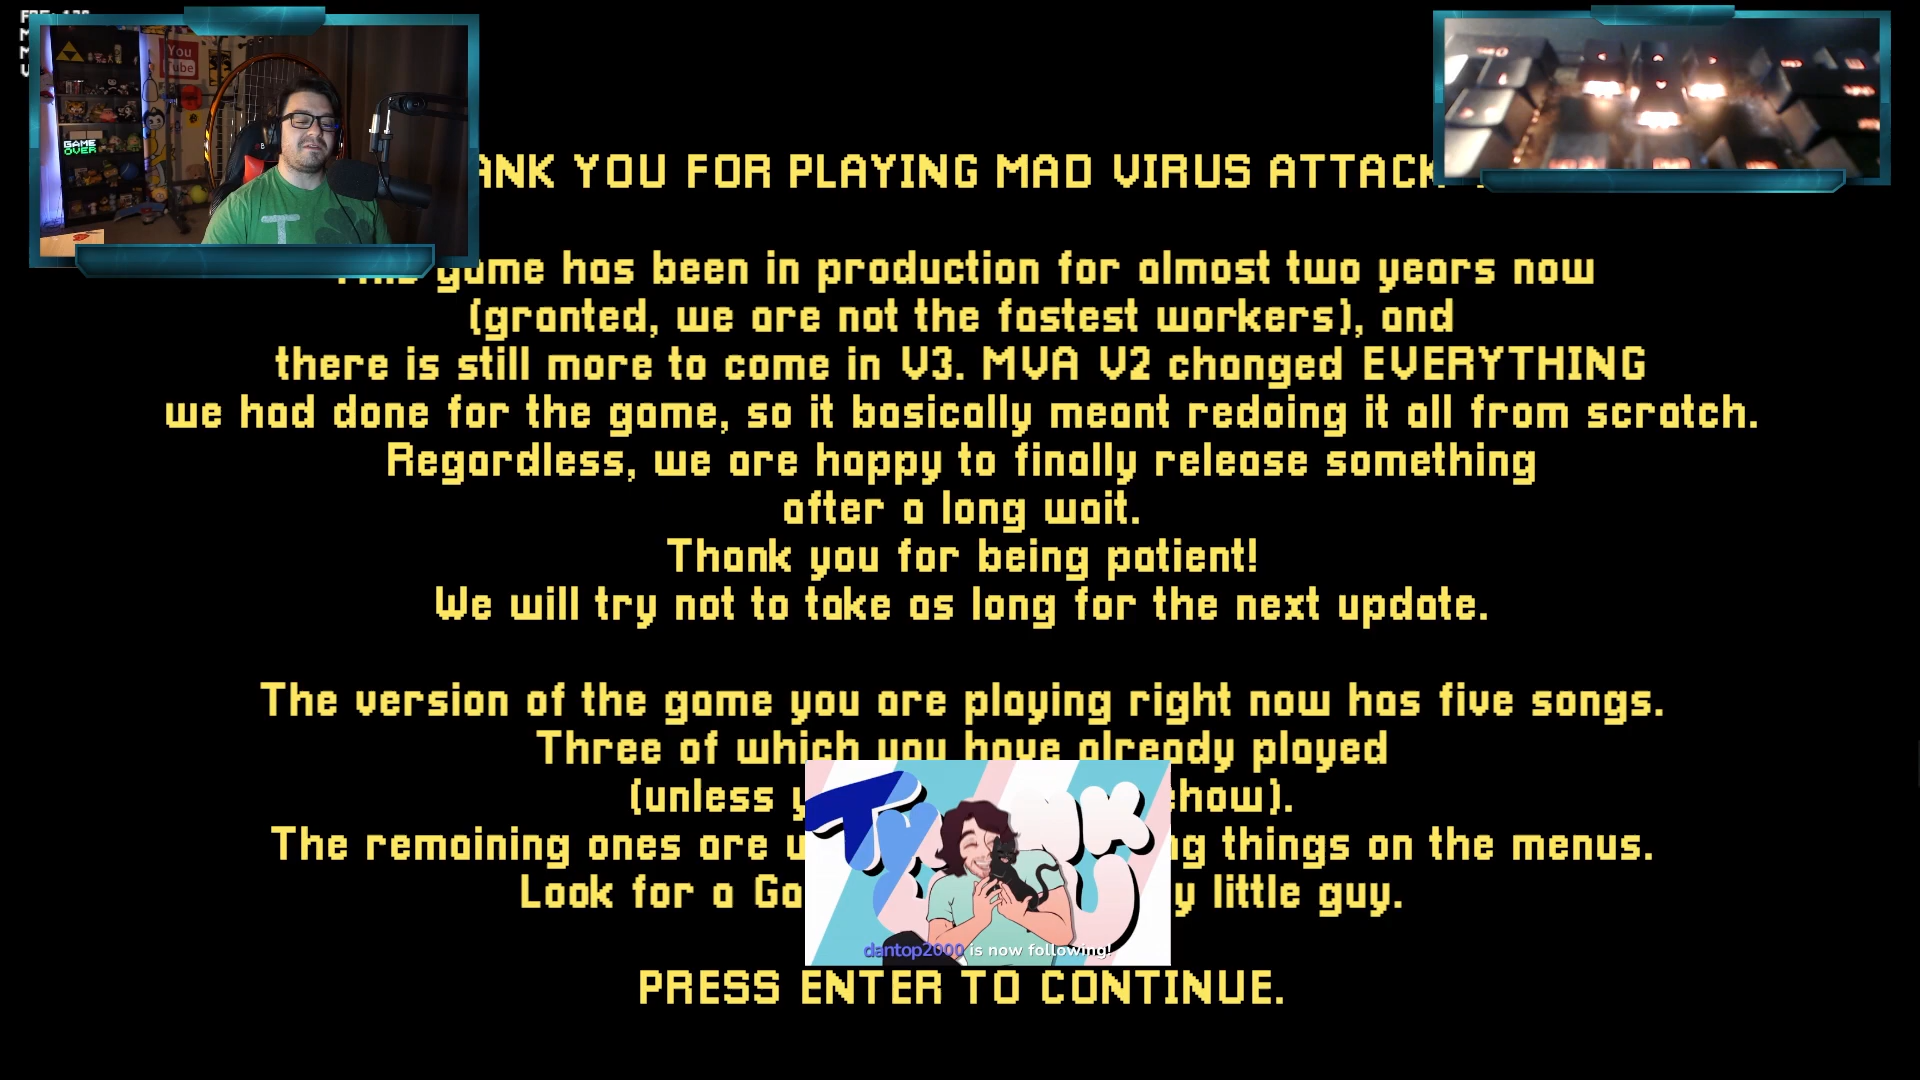 You
Tube
GAME
OVER
YOU FOR PLAYING MAD VIRUS ATTACK
game has been in production for almost two years now
(granted, we are not the fastest workers), and
there is still more to come in V3. MVA V2 changed EVERYTHING
we had done for the game, so it basically meant redoing it all from scratch.
Regardless, we are happy to finally release something
after a long wait.
Thank you for being patient!
We will try not to take as long for the next update.
The version of the game you are playing right now has five songs.
Three of which you have already played
(unless
The remaining ones are things on the menus.
Look for a little guy.
dantop2000 is now following!
PRESS ENTER TO CONTINUE.